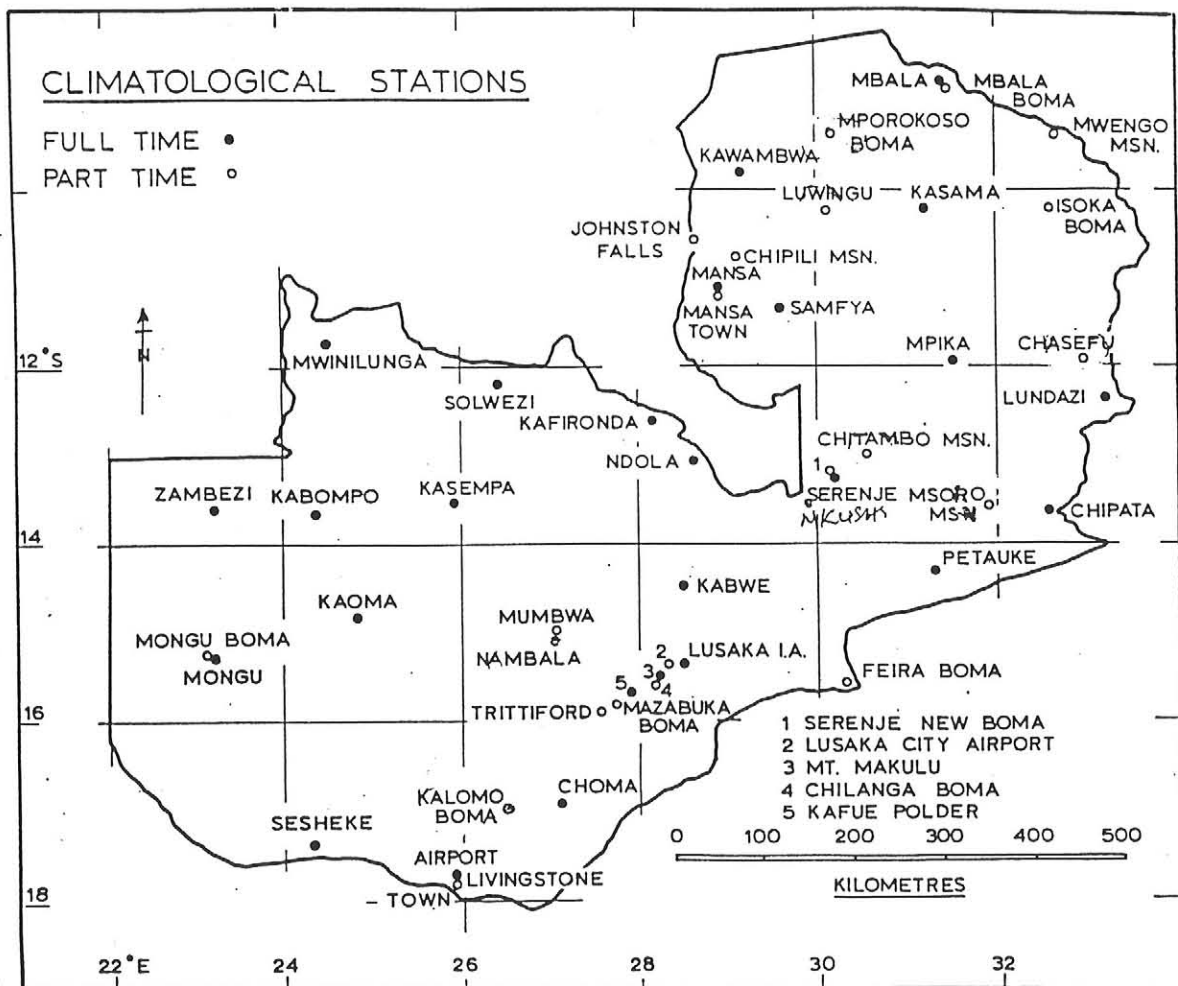 CLIMATOLOGICAL STATIONS
FULL TIME
PART TIME
N
MBALA
MBALA
BOMA
MPOROKOSO
BOMA
MWENGO
MSN.
KAWAMBWA
LUWINGU
KASAMA
ISOKA
BOMA
JOHNSTON
FALLS
CHIPILI MSN.
MANSA
MANSA
TOWN
SAMFYA
MPIKA
CHASEFU
LUNDAZI
12°S
MWINILUNGA
SOLWEZI
KAFIRONDA
NDOLA
CHITAMBO MSN.
1
SERENJE
MKUSHI
MSORO
MSN
CHIPATA
ZAMBEZI
KABOMPO
KASEMPA
14
PETAUKE
KABWE
KAOMA
MUMBWA
NAMBALA
MONGU BOMA
MONGU
2
LUSAKA I.A.
3
4
5
FEIRA BOMA
TRITTIFORD
MAZABUKA
BOMA
16
1 SERENJE NEW BOMA
2 LUSAKA CITY AIRPORT
3 MT. MAKULU
4 CHILANGA BOMA
5 KAFUE POLDER
KALOMO
BOMA
CHOMA
SESHEKE
AIRPORT
LIVINGSTONE
- TOWN
0 100 200 300 400 500
KILOMETRES
18
22°E 24 26 28 30 32